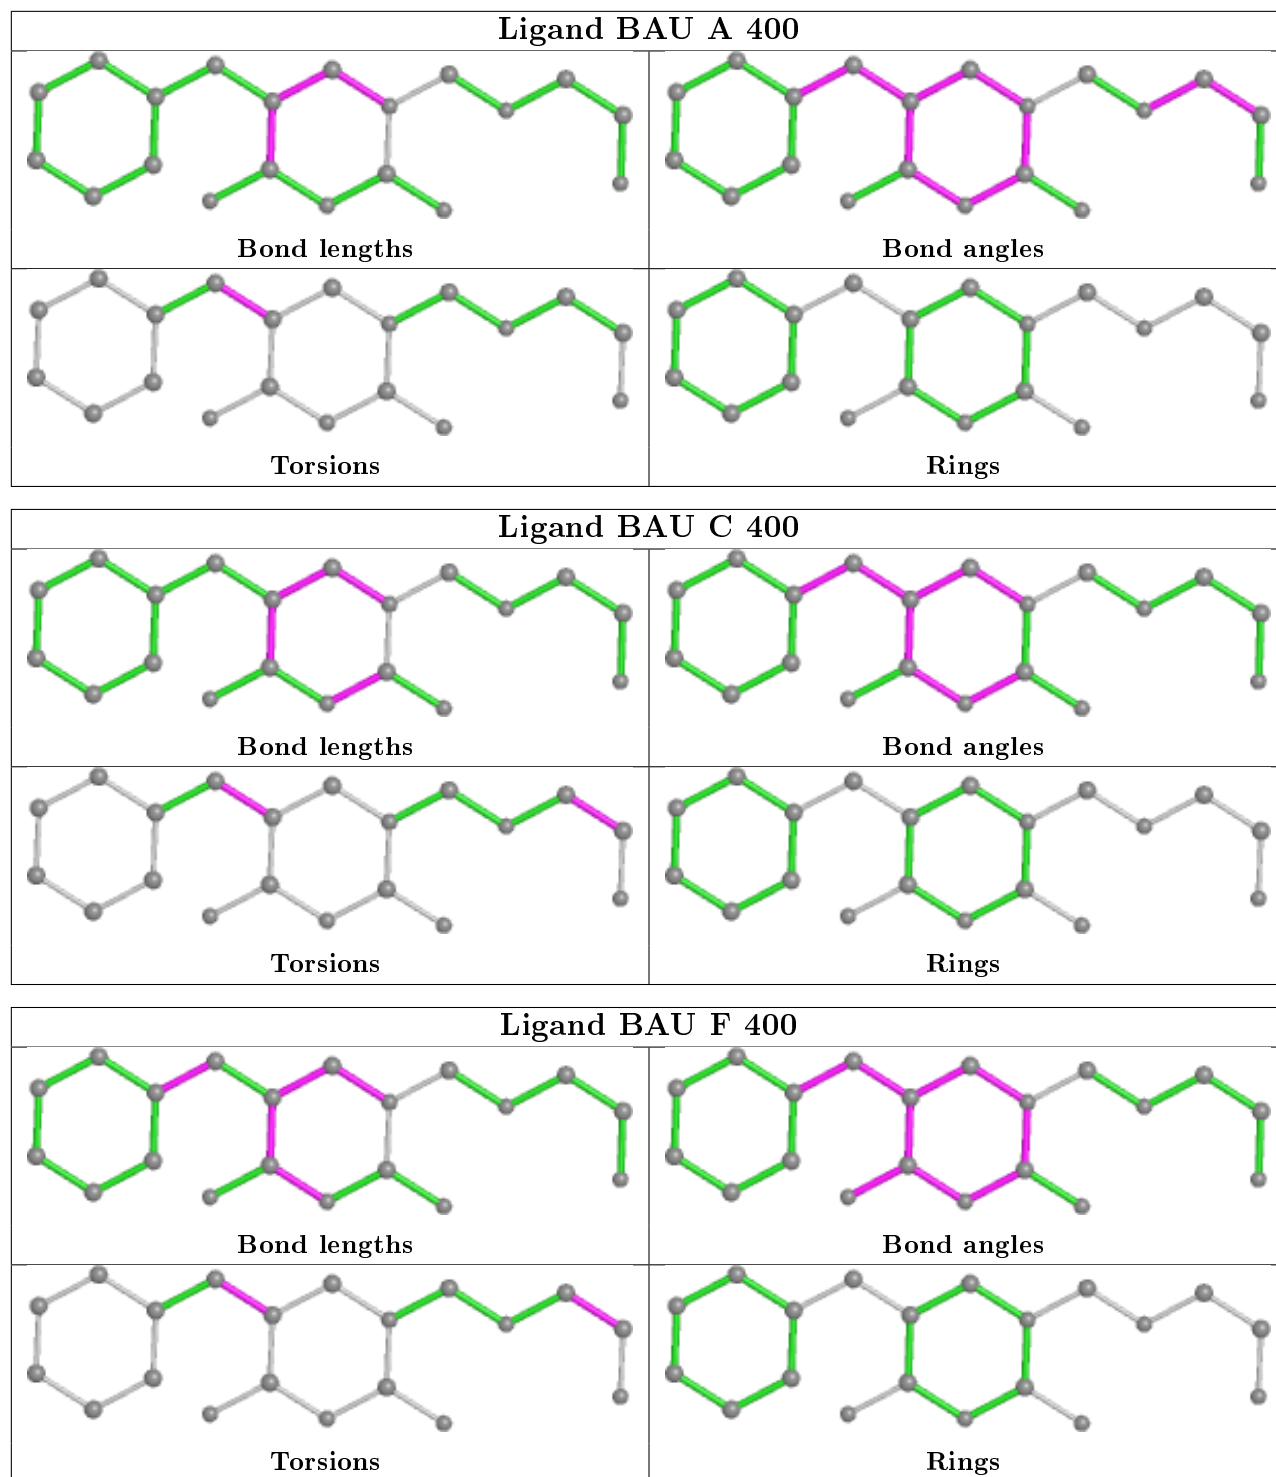 Ligand BAU A 400
Bond lengths
Bond angles
Torsions
Rings
Ligand BAU C 400
Bond lengths
Bond angles
Torsions
Rings
Ligand BAU F 400
Bond lengths
Bond angles
Torsions
Rings